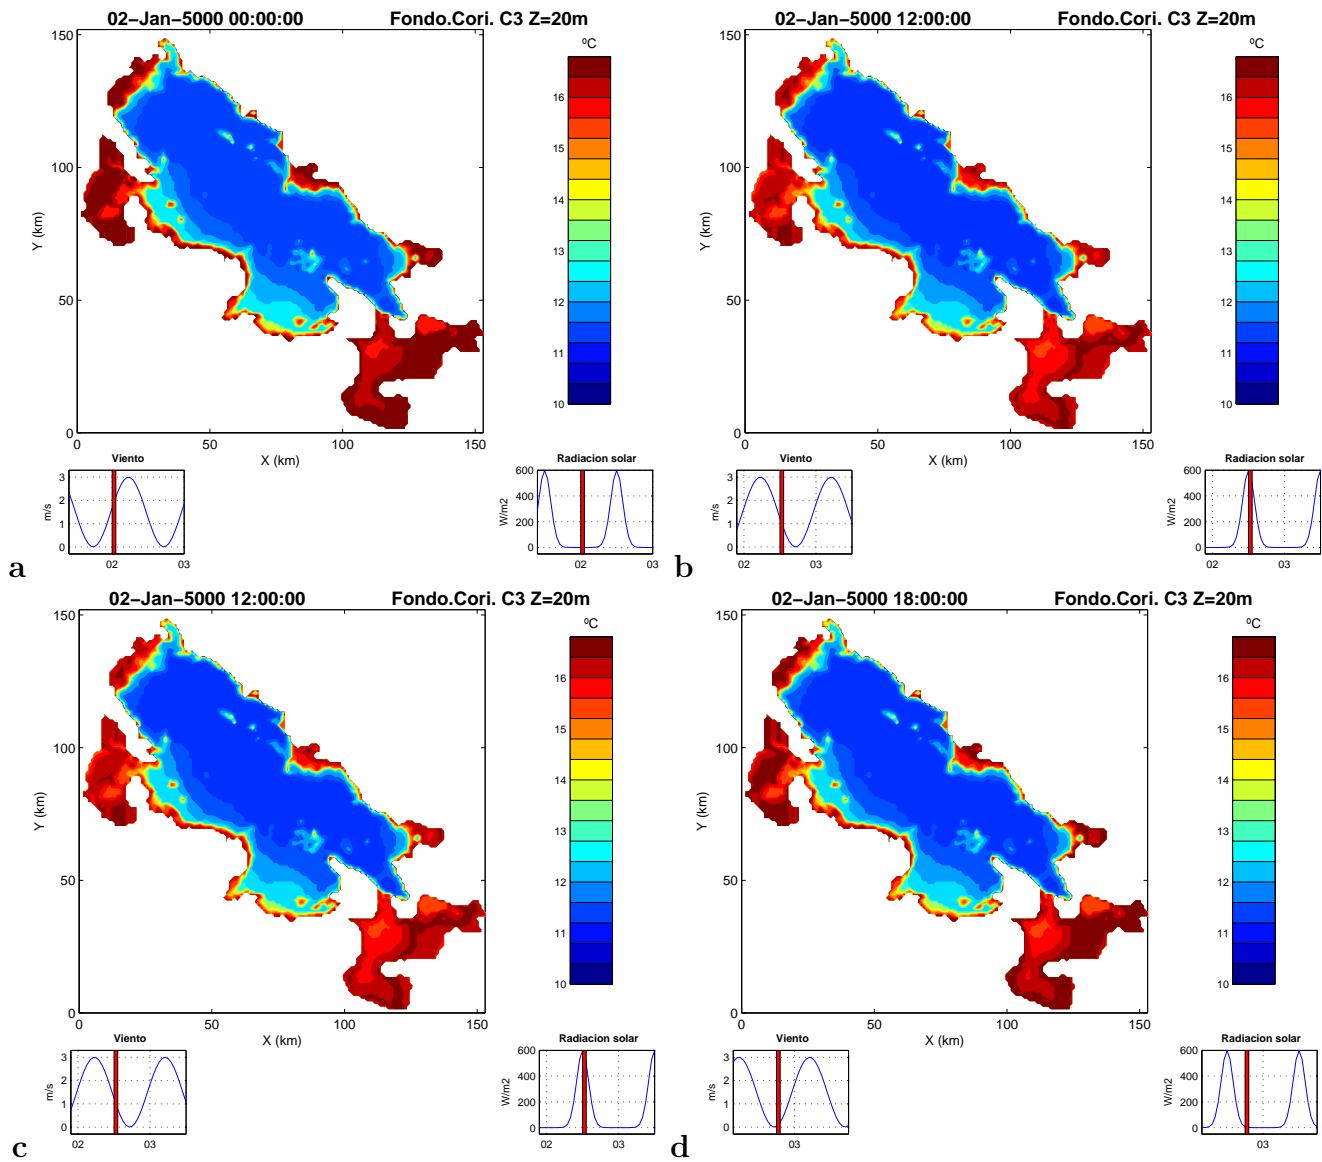 02−Jan−5000 00:00:00 Fondo.Cori. C3 Z=20m
ºC
Y (km)
150
100
50
0
0 50 100 150
X (km)
16
15
14
13
12
11
10
Viento
m/s
3
2
1
0
02 03
Radiacion solar
W/m2
600
400
200
0
02 03
a
02−Jan−5000 12:00:00 Fondo.Cori. C3 Z=20m
ºC
Y (km)
150
100
50
0
0 50 100 150
X (km)
16
15
14
13
12
11
10
Viento
m/s
3
2
1
0
02 03
Radiacion solar
W/m2
600
400
200
0
02 03
b
02−Jan−5000 12:00:00 Fondo.Cori. C3 Z=20m
ºC
Y (km)
150
100
50
0
0 50 100 150
X (km)
16
15
14
13
12
11
10
Viento
m/s
3
2
1
0
02 03
Radiacion solar
W/m2
600
400
200
0
02 03
c
02−Jan−5000 18:00:00 Fondo.Cori. C3 Z=20m
ºC
Y (km)
150
100
50
0
0 50 100 150
X (km)
16
15
14
13
12
11
10
Viento
m/s
3
2
1
0
03
Radiacion solar
W/m2
600
400
200
0
03
d